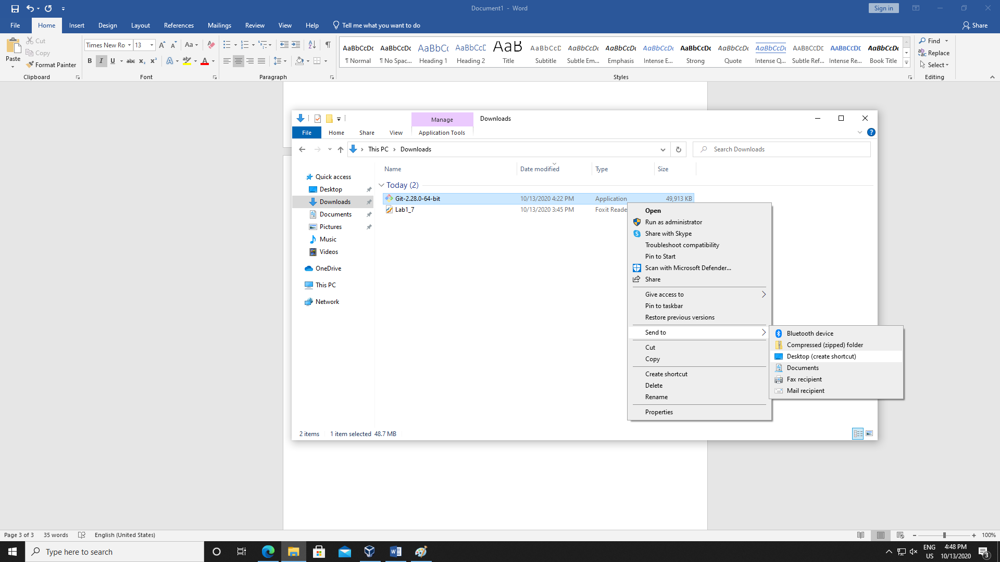 Document1 - Word
Sign in
File Home Insert Design Layout References Mailings Review View Help Tell me what you want to do Share
Paste
Cut
Copy
Format Painter
Clipboard
Times New Ro 13 Aa
B I U abc x₂ x² A A
Font
Paragraph
AaBbCcDc ¶ Normal
AaBbCcDc ¶ No Spac...
AaBbC Heading 1
AaBbCcD Heading 2
AaB Title
AaBbCcD Subtitle
AaBbCcDc Subtle Em...
AaBbCcDc Emphasis
AaBbCcDc Intense E...
AaBbCcDc Strong
AaBbCcDc Quote
AaBbCcDc Intense Q...
AABBCCDE Subtle Ref...
AABBCCDE Intense Re...
AaBbCcDc Book Title
Styles
Find
Replace
Select
Editing
Manage Downloads
File Home Share View Application Tools
This PC > Downloads
Search Downloads
Name Date modified Type Size
Today (2)
Git-2.28.0-64-bit 10/13/2020 4:22 PM Application 49,913 KB
Lab1_7 10/13/2020 3:45 PM Foxit Reade
Quick access
Desktop
Downloads
Documents
Pictures
Music
Videos
OneDrive
This PC
Network
Open
Run as administrator
Share with Skype
Troubleshoot compatibility
Pin to Start
Scan with Microsoft Defender...
Share
Give access to
Pin to taskbar
Restore previous versions
Send to
Cut
Copy
Create shortcut
Delete
Rename
Properties
Bluetooth device
Compressed (zipped) folder
Desktop (create shortcut)
Documents
Fax recipient
Mail recipient
2 items 1 item selected 48.7 MB
Page 3 of 3 35 words English (United States) 100%
Type here to search
ENG
US
4:48 PM
10/13/2020
3